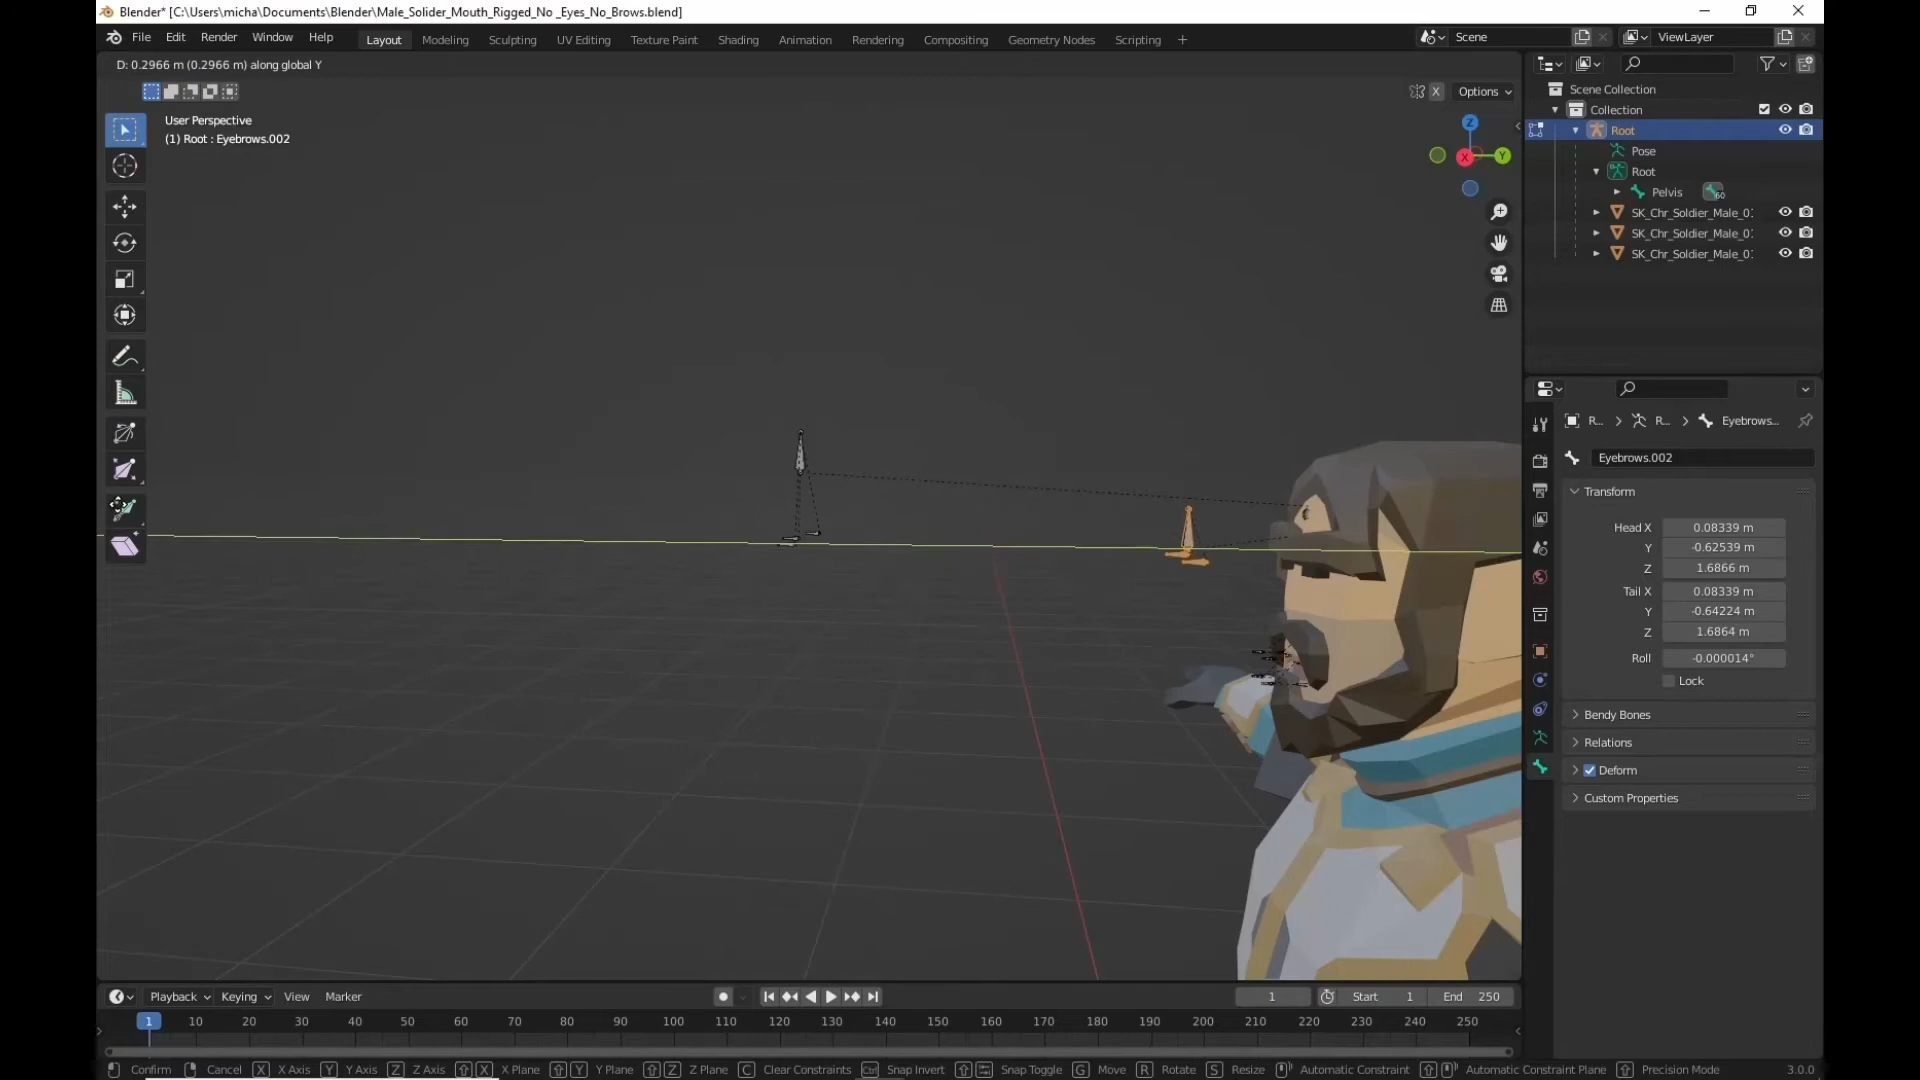 Blender* [C:\Users\micha\Documents\Blender\Male_Solider_Mouth_Rigged_No _Eyes_No_Brows.blend]
File Edit Render Window Help Layout Modeling Sculpting UV Editing Texture Paint Shading Animation Rendering Compositing Geometry Nodes Scripting + Scene ViewLayer
D: 0.2966 m (0.2966 m) along global Y
X Options
User Perspective
(1) Root : Eyebrows.002
Z
X Y
Scene Collection
Collection
Root
Pose
Root
Pelvis 60
SK_Chr_Soldier_Male_0
SK_Chr_Soldier_Male_0
SK_Chr_Soldier_Male_0
R... > R... > Eyebrows...
Eyebrows.002
Transform
Head X 0.08339 m
Y -0.62539 m
Z 1.6866 m
Tail X 0.08339 m
Y -0.64224 m
Z 1.6864 m
Roll -0.000014°
Lock
Bendy Bones
Relations
Deform
Custom Properties
Playback Keying View Marker 1 Start 1 End 250
1 10 20 30 40 50 60 70 80 90 100 110 120 130 140 150 160 170 180 190 200 210 220 230 240 250
Confirm Cancel X X Axis Y Y Axis Z Z Axis X X Plane Y Y Plane Z Z Plane C Clear Constraints Ctrl Snap Invert Snap Toggle G Move R Rotate S Resize Automatic Constraint Automatic Constraint Plane Precision Mode 3.0.0